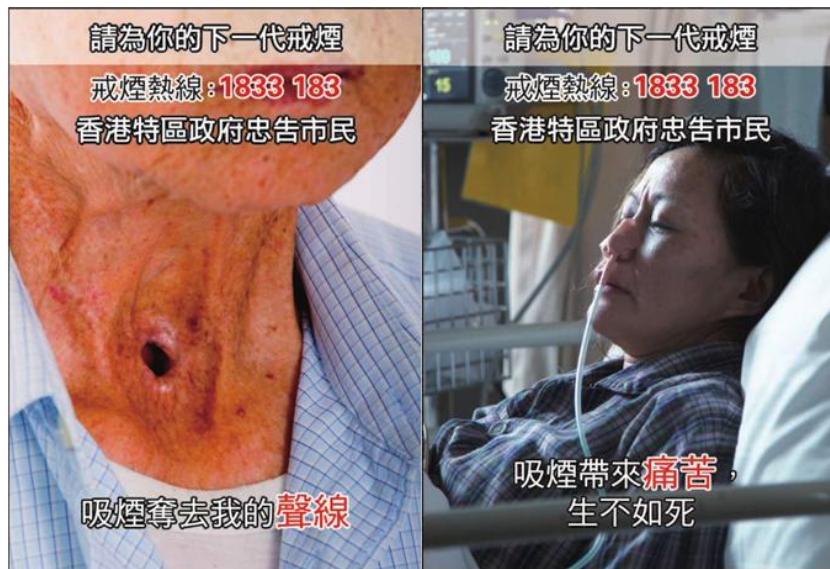 請為你的下一代戒煙
戒煙熱線:1833 183
香港特區政府忠告市民
吸煙奪去我的聲線
請為你的下一代戒煙
戒煙熱線:1833 183
香港特區政府忠告市民
100
15
吸煙帶來痛苦，
生不如死